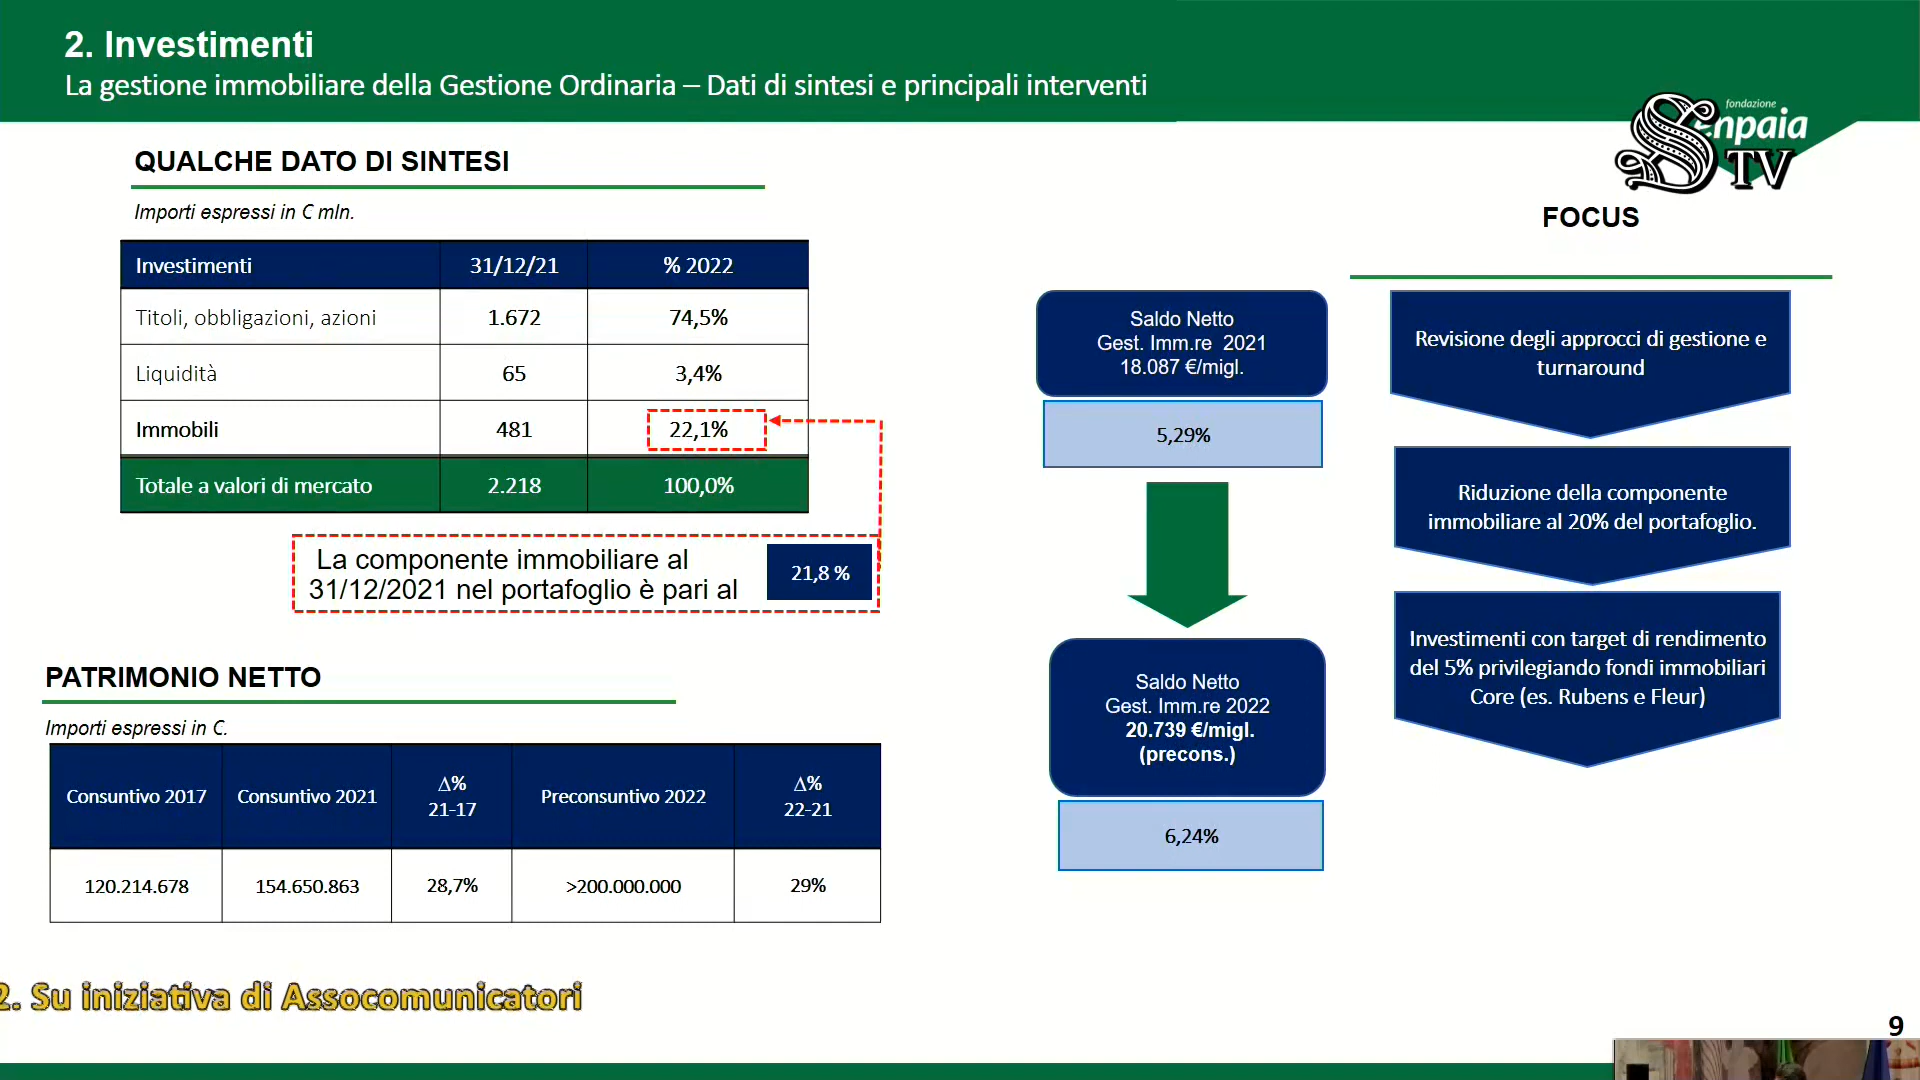 2. Investimenti
La gestione immobiliare della Gestione Ordinaria – Dati di sintesi e principali interventi
fondazione
Enpaia
S TV
QUALCHE DATO DI SINTESI
Importi espressi in C mln.
Investimenti 31/12/21 % 2022
Titoli, obbligazioni, azioni 1.672 74,5%
Liquidità 65 3,4%
Immobili 481 22,1%
Totale a valori di mercato 2.218 100,0%
La componente immobiliare al
31/12/2021 nel portafoglio è pari al
21,8 %
PATRIMONIO NETTO
Importi espressi in C.
Consuntivo 2017 Consuntivo 2021 Δ% 21-17 Preconsuntivo 2022 Δ% 22-21
120.214.678 154.650.863 28,7% >200.000.000 29%
Saldo Netto
Gest. Imm.re 2021
18.087 €/migl.
5,29%
Saldo Netto
Gest. Imm.re 2022
20.739 €/migl.
(precons.)
6,24%
FOCUS
Revisione degli approcci di gestione e
turnaround
Riduzione della componente
immobiliare al 20% del portafoglio.
Investimenti con target di rendimento
del 5% privilegiando fondi immobiliari
Core (es. Rubens e Fleur)
2. Su iniziativa di Assocomunicatori
9